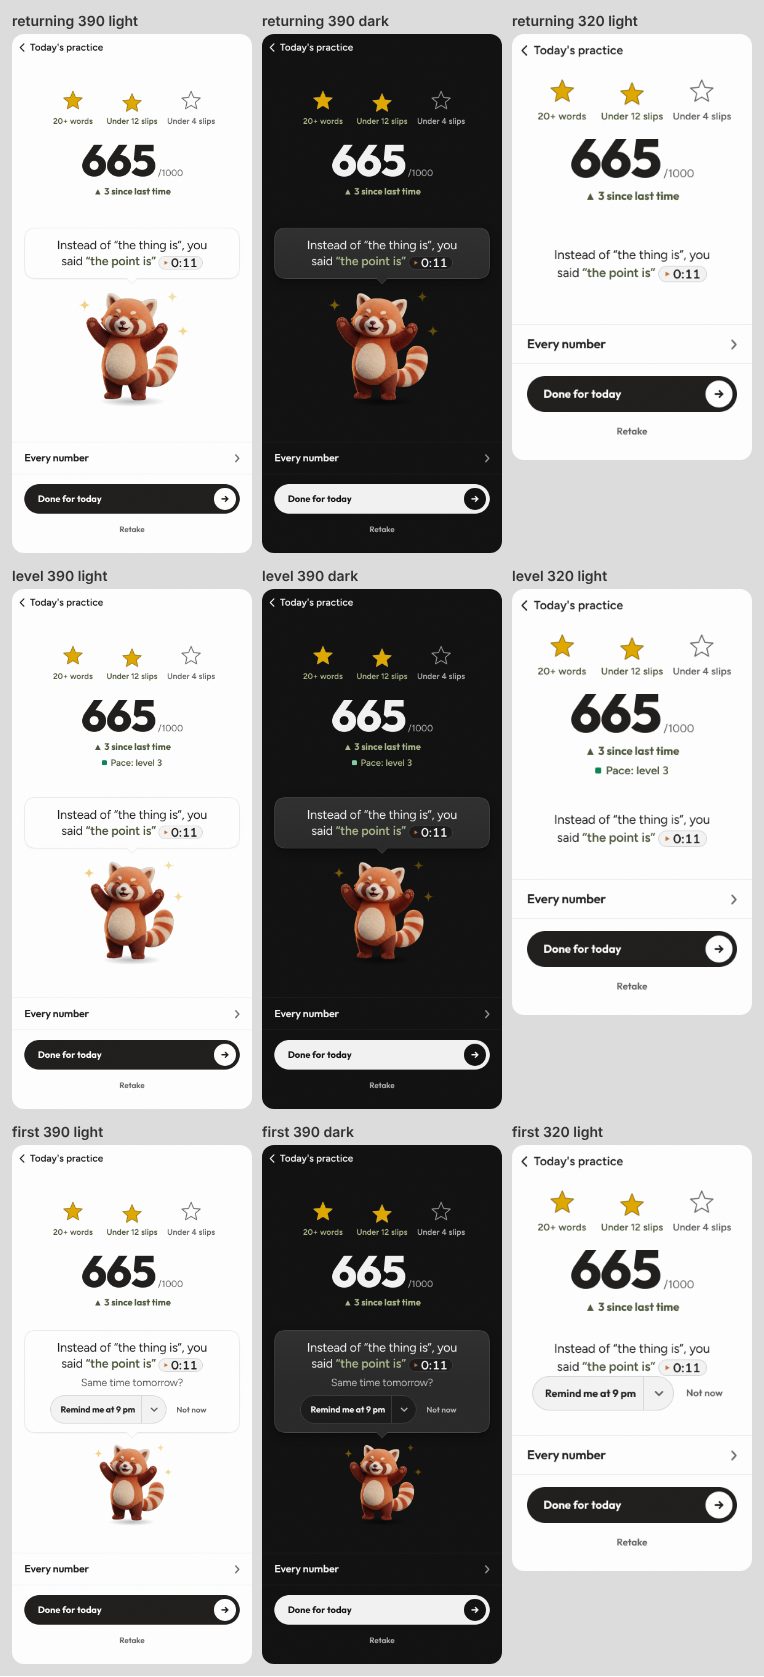 returning 390 light
Today's practice
20+ words
Under 12 slips
Under 4 slips
665/1000
▲ 3 since last time
Instead of “the thing is”, you
said “the point is” ▸ 0:11
Every number
Done for today
Retake
returning 390 dark
Today's practice
20+ words
Under 12 slips
Under 4 slips
665/1000
▲ 3 since last time
Instead of “the thing is”, you
said “the point is” ▸ 0:11
Every number
Done for today
Retake
returning 320 light
Today's practice
20+ words
Under 12 slips
Under 4 slips
665/1000
▲ 3 since last time
Instead of “the thing is”, you
said “the point is” ▸ 0:11
Every number
Done for today
Retake
level 390 light
Today's practice
20+ words
Under 12 slips
Under 4 slips
665/1000
▲ 3 since last time
Pace: level 3
Instead of “the thing is”, you
said “the point is” ▸ 0:11
Every number
Done for today
Retake
level 390 dark
Today's practice
20+ words
Under 12 slips
Under 4 slips
665/1000
▲ 3 since last time
Pace: level 3
Instead of “the thing is”, you
said “the point is” ▸ 0:11
Every number
Done for today
Retake
level 320 light
Today's practice
20+ words
Under 12 slips
Under 4 slips
665/1000
▲ 3 since last time
Pace: level 3
Instead of “the thing is”, you
said “the point is” ▸ 0:11
Every number
Done for today
Retake
first 390 light
Today's practice
20+ words
Under 12 slips
Under 4 slips
665/1000
▲ 3 since last time
Instead of “the thing is”, you
said “the point is” ▸ 0:11
Same time tomorrow?
Remind me at 9 pm
Not now
Every number
Done for today
Retake
first 390 dark
Today's practice
20+ words
Under 12 slips
Under 4 slips
665/1000
▲ 3 since last time
Instead of “the thing is”, you
said “the point is” ▸ 0:11
Same time tomorrow?
Remind me at 9 pm
Not now
Every number
Done for today
Retake
first 320 light
Today's practice
20+ words
Under 12 slips
Under 4 slips
665/1000
▲ 3 since last time
Instead of “the thing is”, you
said “the point is” ▸ 0:11
Remind me at 9 pm
Not now
Every number
Done for today
Retake